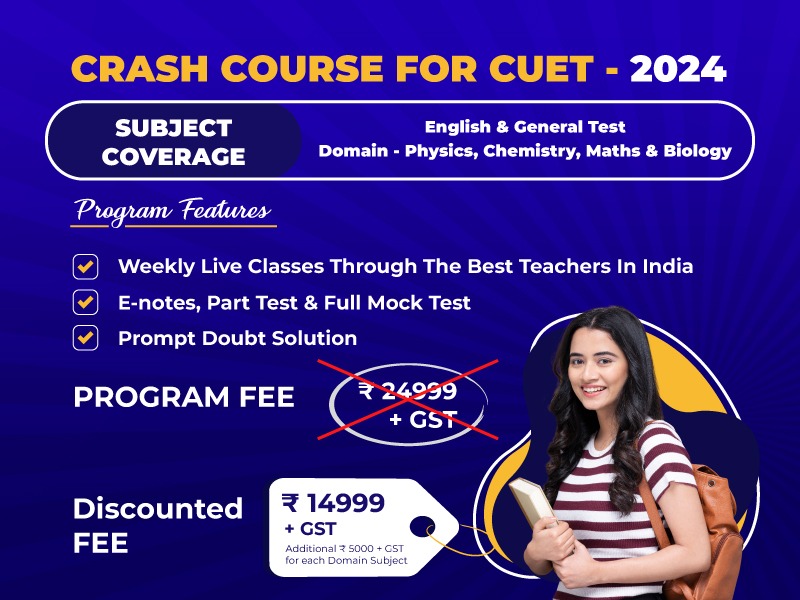 CRASH COURSE FOR CUET - 2024
SUBJECT
COVERAGE
English & General Test
Domain - Physics, Chemistry, Maths & Biology
Program Features
Weekly Live Classes Through The Best Teachers In India
E-notes, Part Test & Full Mock Test
Prompt Doubt Solution
PROGRAM FEE
₹ 24999
+ GST
Discounted
FEE
₹ 14999
+ GST
Additional ₹ 5000 + GST
for each Domain Subject